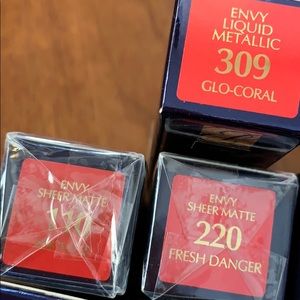 ENVY
LIQUID
METALLIC
309
GLO-CORAL
ENVY
SHEER MATTE
ENVY
SHEER MATTE
220
FRESH DANGER